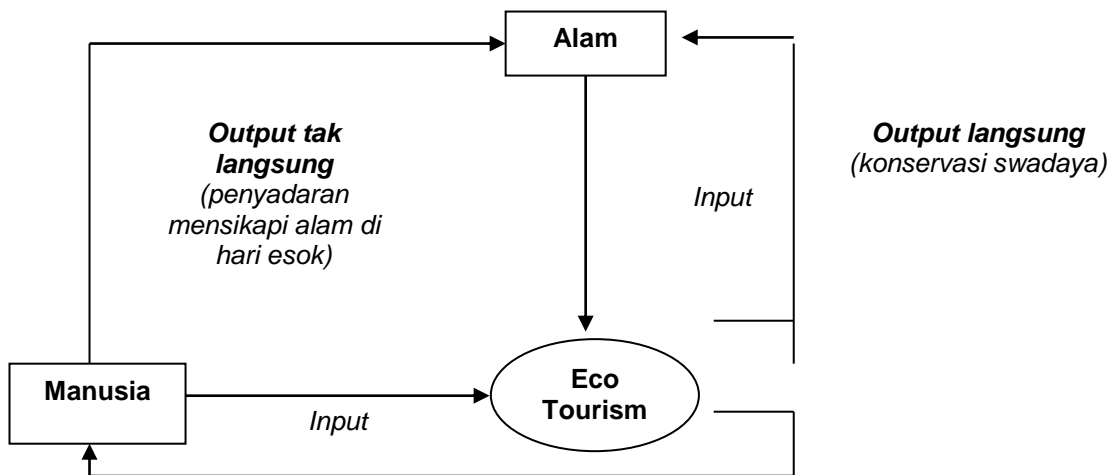 Alam
Output tak
langsung
(penyadaran
mensikapi alam di
hari esok)
Output langsung
(konservasi swadaya)
Input
Manusia
Input
Eco
Tourism